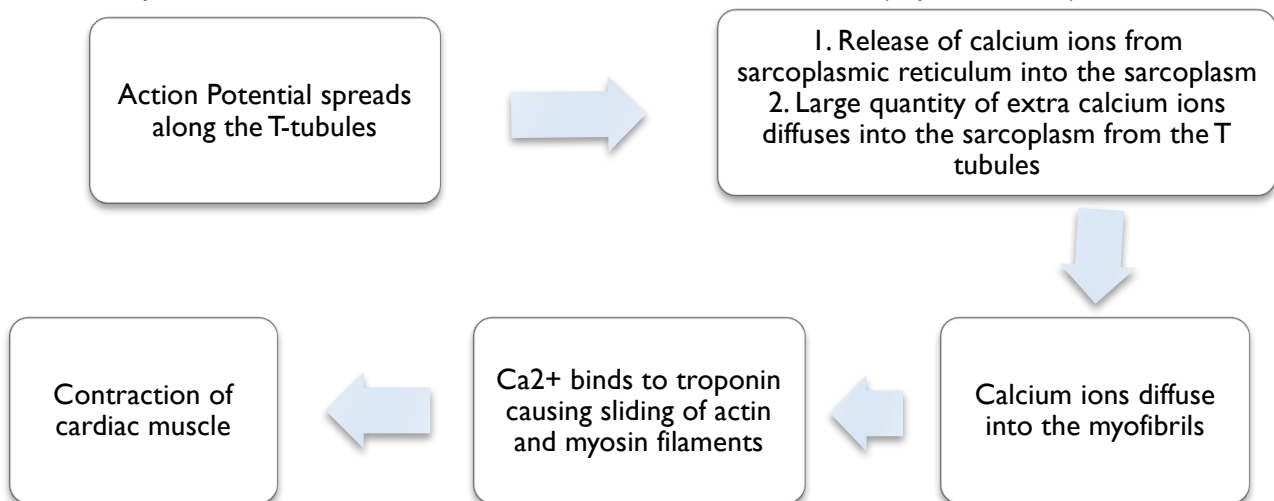 Action Potential spreads
along the T-tubules
1. Release of calcium ions from
sarcoplasmic reticulum into the sarcoplasm
2. Large quantity of extra calcium ions
diffuses into the sarcoplasm from the T
tubules
Calcium ions diffuse
into the myofibrils
Ca2+ binds to troponin
causing sliding of actin
and myosin filaments
Contraction of
cardiac muscle